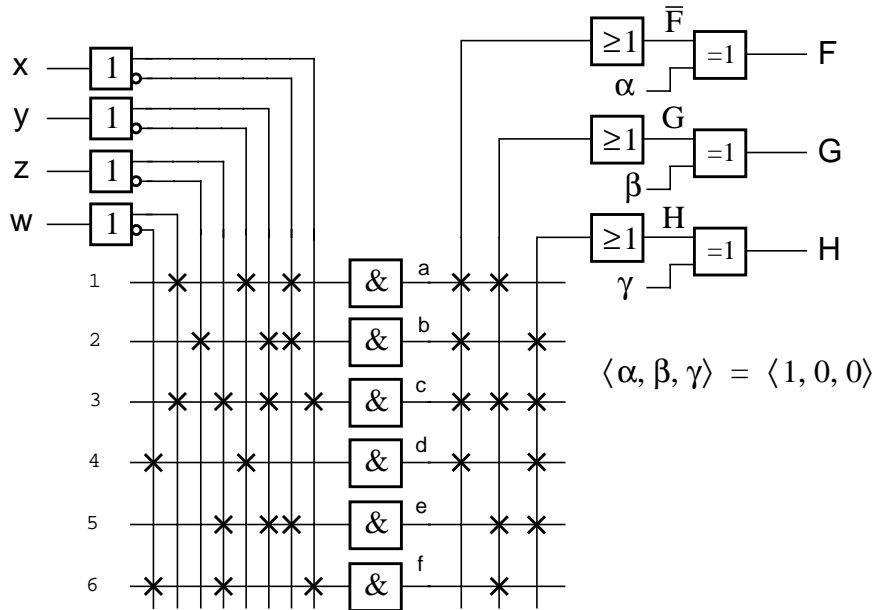 x 1
y 1
z 1
w 1
≥1 F̅ =1 F
α
≥1 G =1 G
β
≥1 H =1 H
γ
1 & a
2 & b
3 & c
4 & d
5 & e
6 & f
⟨α, β, γ⟩ = ⟨1, 0, 0⟩